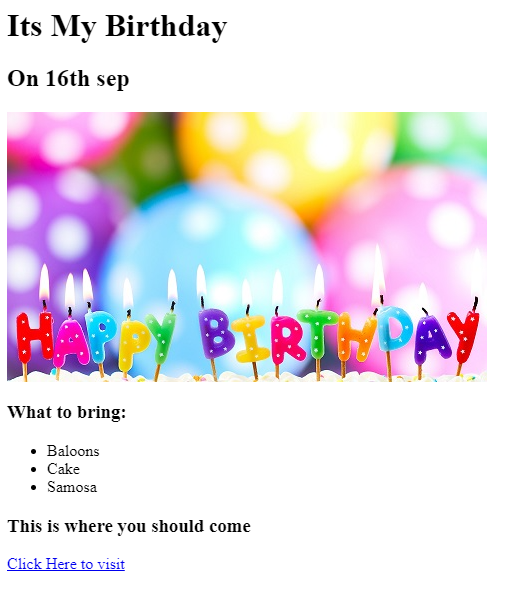 Its My Birthday
On 16th sep
HAPPY BIRTHDAY
What to bring:
Baloons
Cake
Samosa
This is where you should come
Click Here to visit